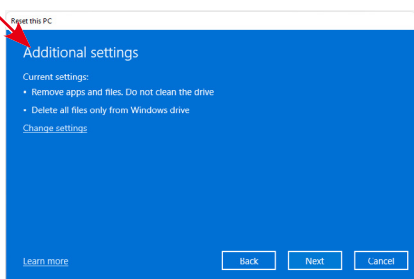 Reset this PC
Additional settings
Current settings:
• Remove apps and files. Do not clean the drive
• Delete all files only from Windows drive
Change settings
Learn more
Back
Next
Cancel